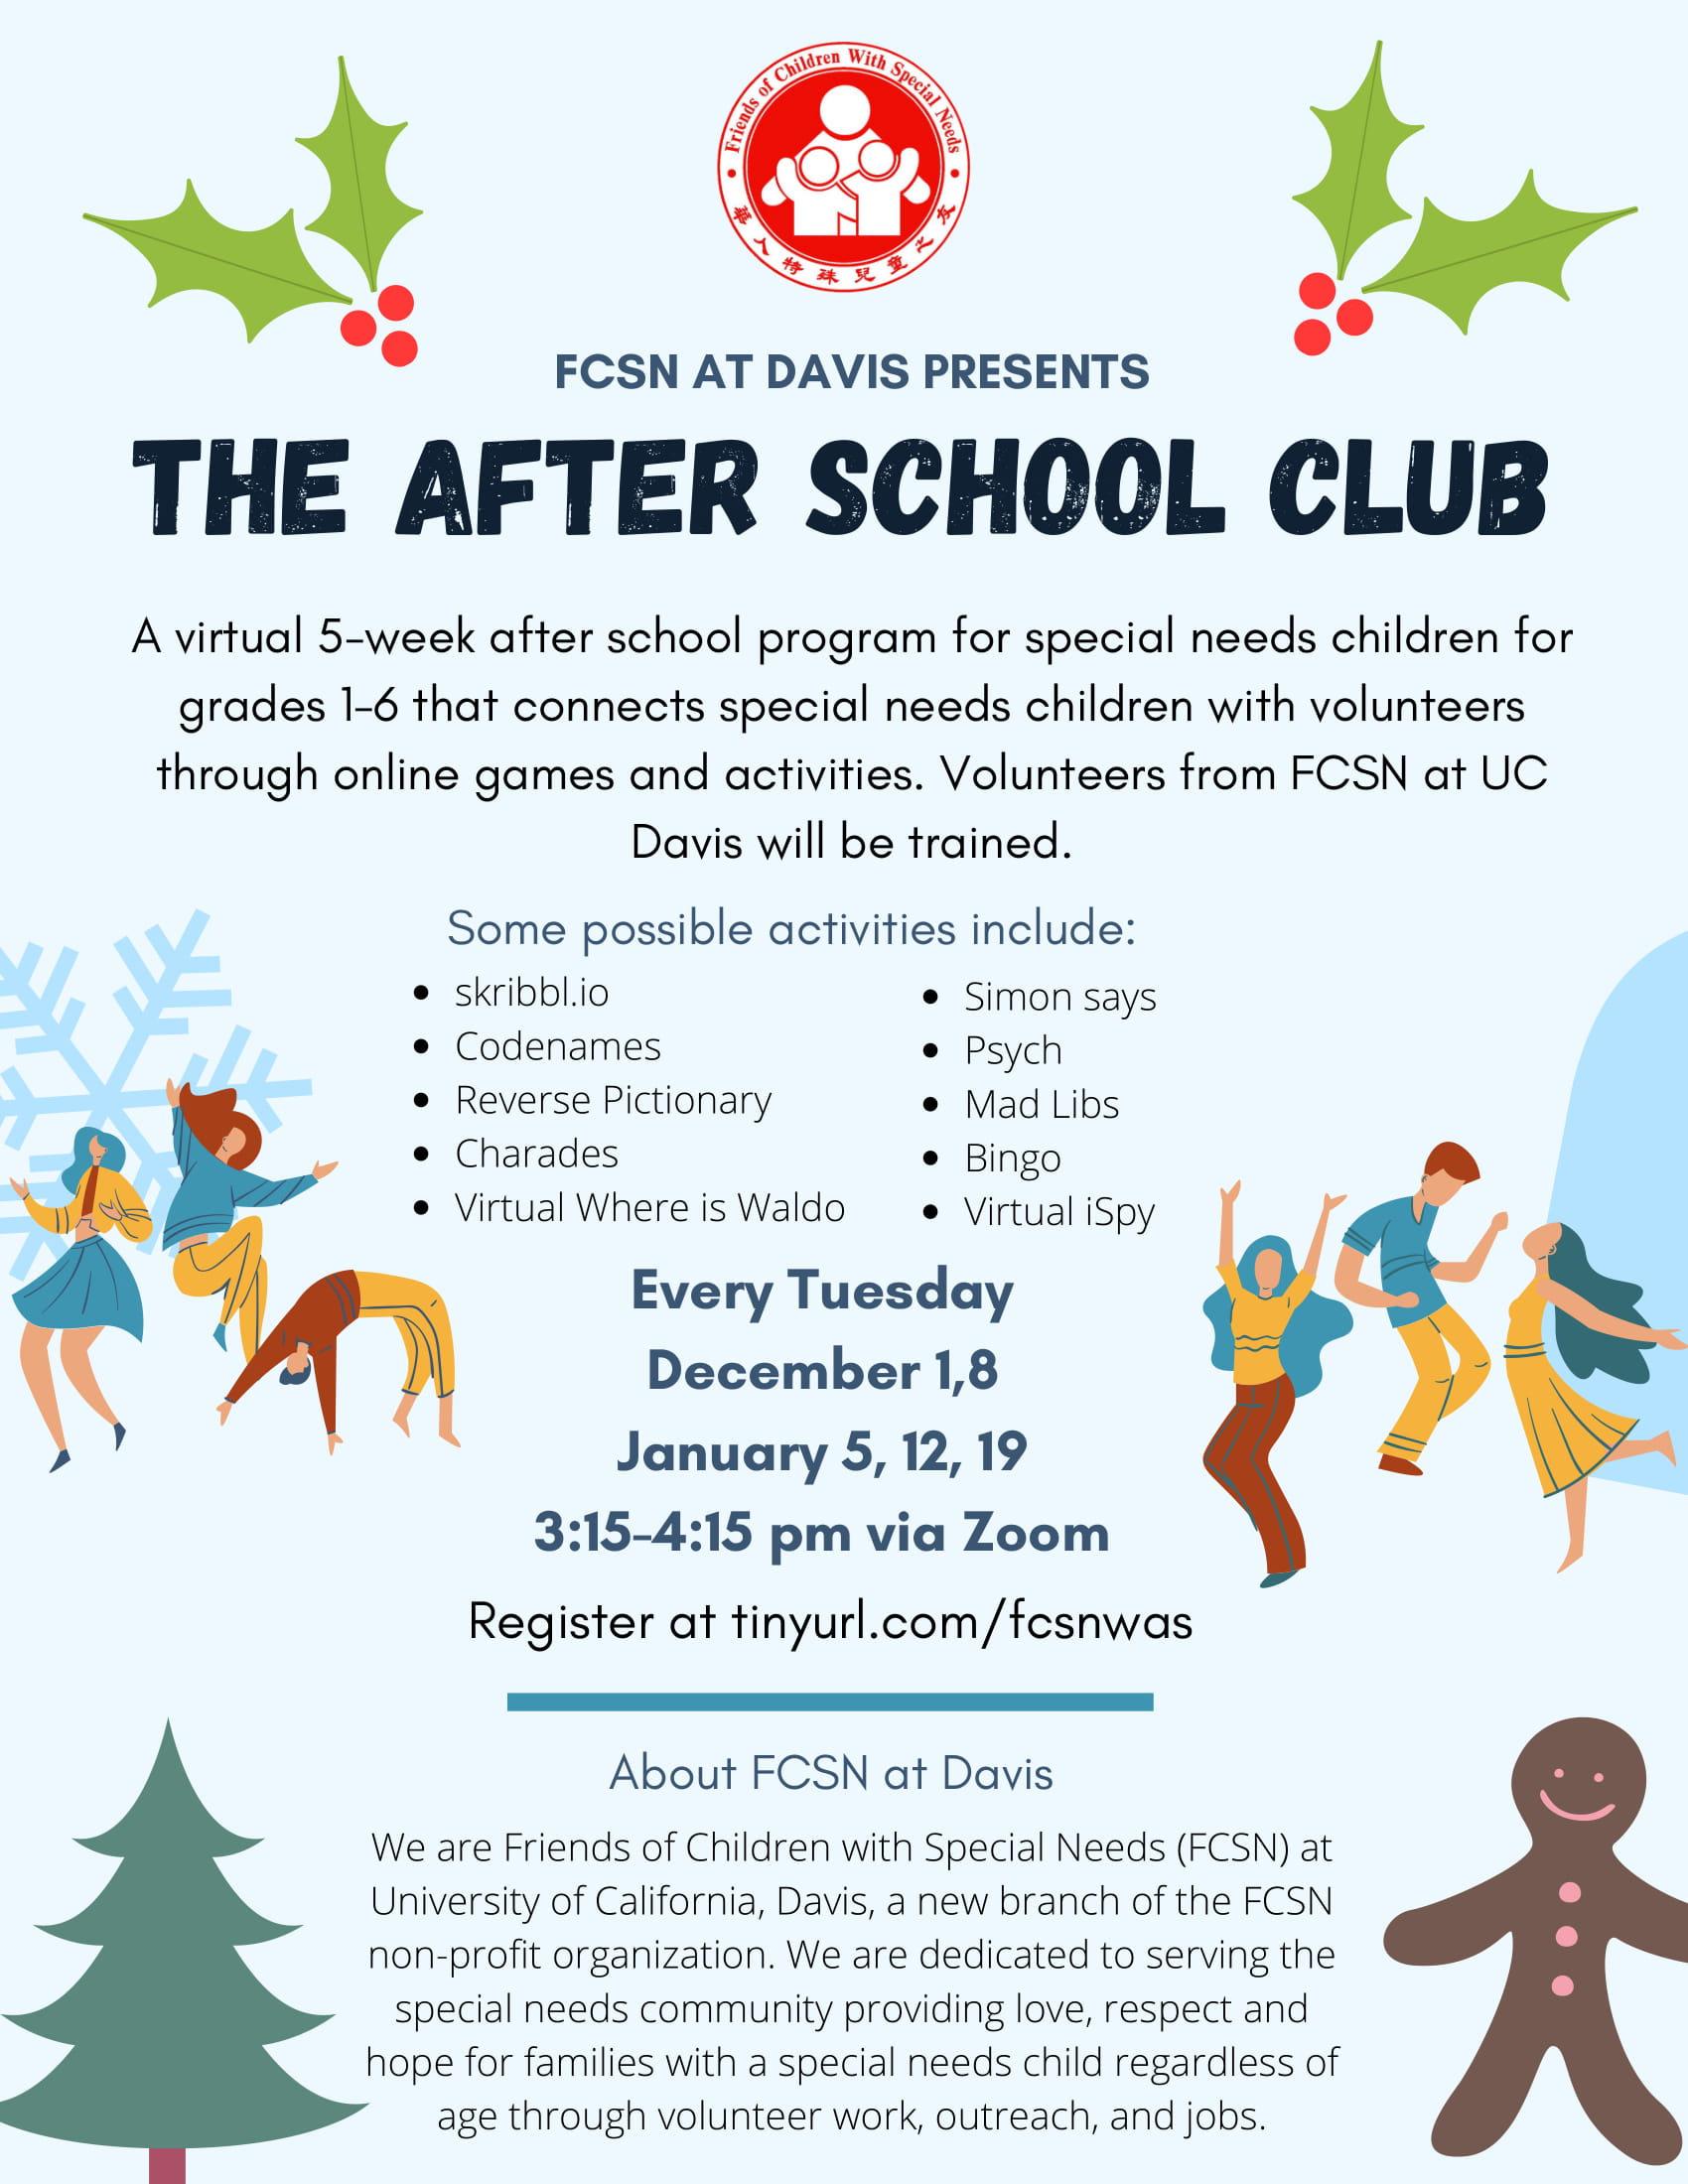 Friends of Children With Special Needs
華人特殊兒童之友
FCSN AT DAVIS PRESENTS
THE AFTER SCHOOL CLUB
A virtual 5-week after school program for special needs children for
grades 1-6 that connects special needs children with volunteers
through online games and activities. Volunteers from FCSN at UC
Davis will be trained.
Some possible activities include:
• skribbl.io
• Codenames
• Reverse Pictionary
• Charades
• Virtual Where is Waldo
• Simon says
• Psych
• Mad Libs
• Bingo
• Virtual iSpy
Every Tuesday
December 1,8
January 5, 12, 19
3:15-4:15 pm via Zoom
Register at tinyurl.com/fcsnwas
About FCSN at Davis
We are Friends of Children with Special Needs (FCSN) at
University of California, Davis, a new branch of the FCSN
non-profit organization. We are dedicated to serving the
special needs community providing love, respect and
hope for families with a special needs child regardless of
age through volunteer work, outreach, and jobs.